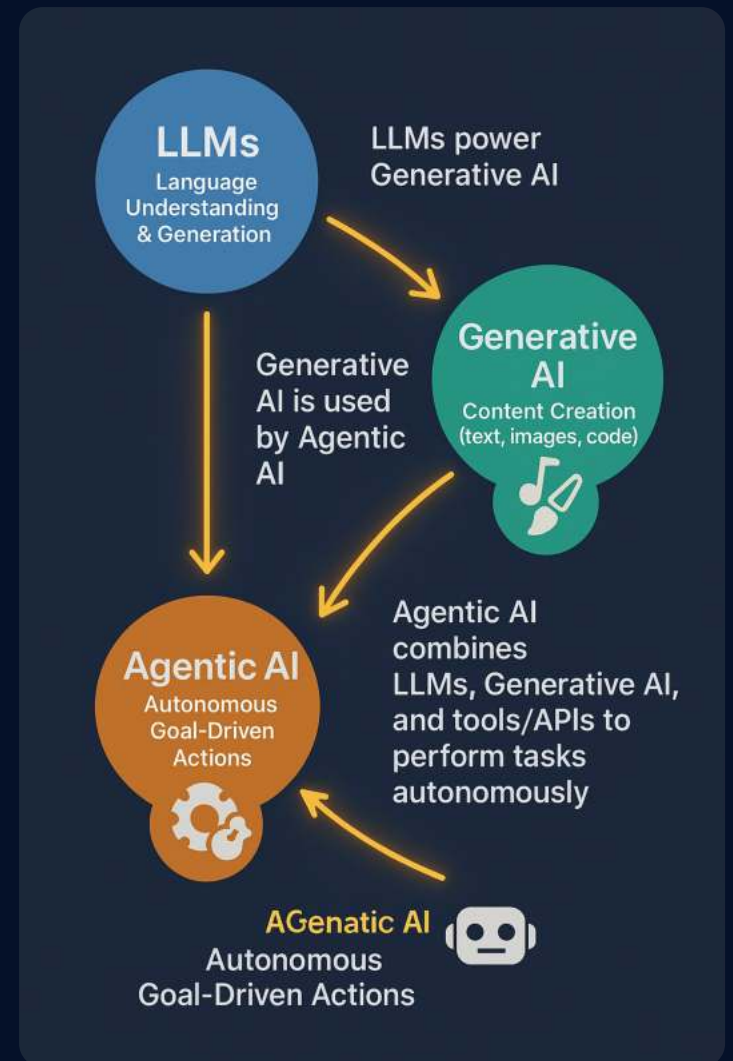 LLMs
Language
Understanding
& Generation
LLMs power
Generative AI
Generative
AI
Content Creation
(text, images, code)
Generative
AI is used
by Agentic
AI
Agentic AI
Autonomous
Goal-Driven
Actions
Agentic AI
combines
LLMs, Generative AI,
and tools/APIs to
perform tasks
autonomously
AGenatic AI
Autonomous
Goal-Driven Actions